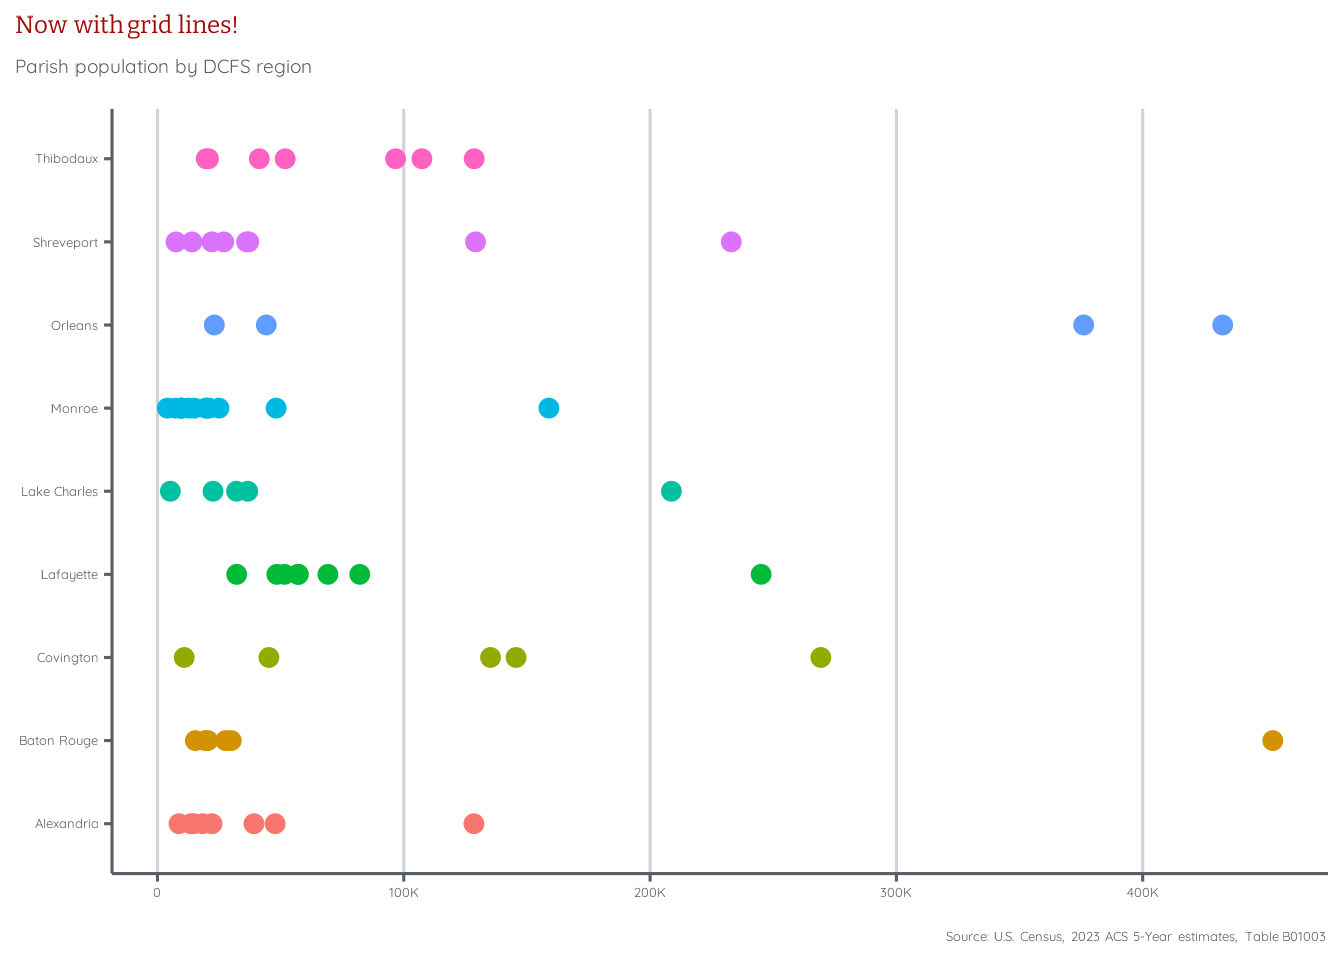 Now with grid lines!
Parish population by DCFS region
Thibodaux
Shreveport
Orleans
Monroe
Lake Charles
Lafayette
Covington
Baton Rouge
Alexandria
0 100K 200K 300K 400K
Source: U.S. Census, 2023 ACS 5-Year estimates, Table B01003